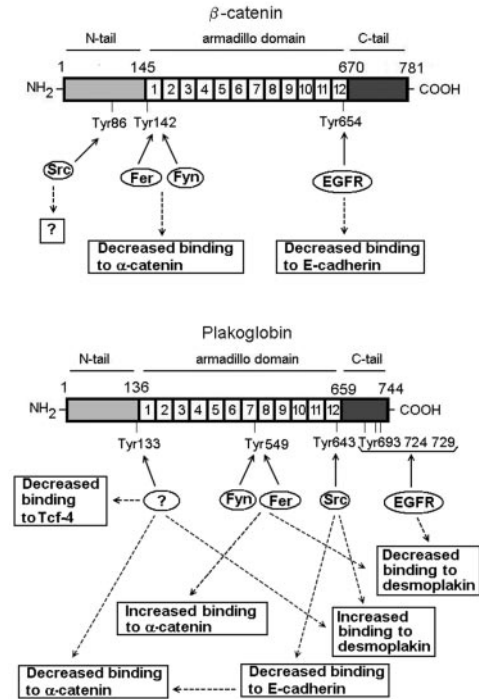 β-catenin
N-tail armadillo domain C-tail
1 145 670 781
NH2 1 2 3 4 5 6 7 8 9 10 11 12 COOH
Tyr86 Tyr142 Tyr654
Src Fer Fyn EGFR
?
Decreased binding
to α-catenin
Decreased binding
to E-cadherin
Plakoglobin
N-tail armadillo domain C-tail
1 136 659 744
NH2 1 2 3 4 5 6 7 8 9 10 11 12 COOH
Tyr133 Tyr549 Tyr643 Tyr693 724 729
Decreased
binding
to Tcf-4
? Fyn Fer Src EGFR
Decreased
binding to
desmoplakin
Increased binding
to α-catenin
Increased
binding to
desmoplakin
Decreased binding
to α-catenin
Decreased binding
to E-cadherin